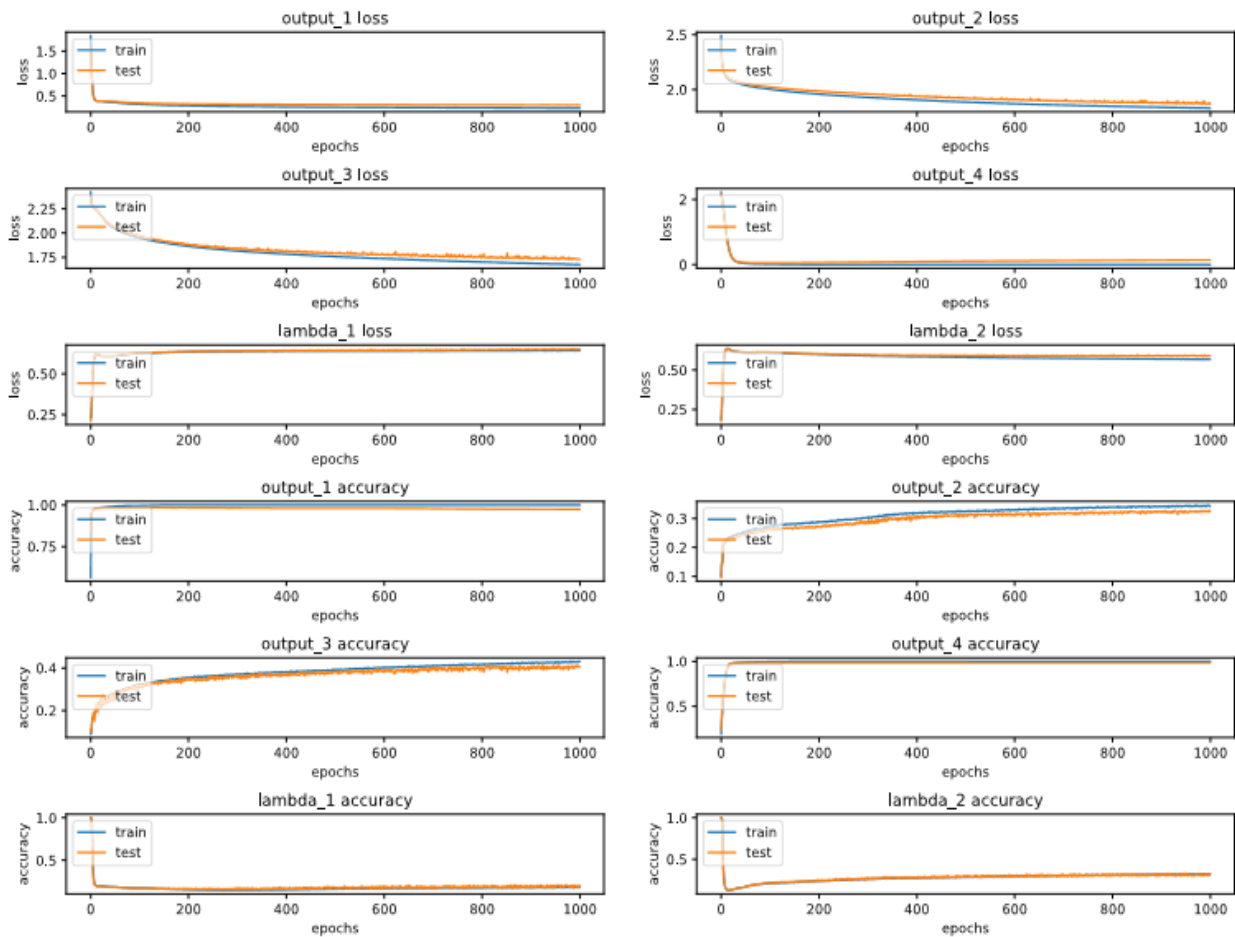 output_1 loss
loss
1.5
1.0
0.5
train
test
0 200 400 600 800 1000
epochs
output_2 loss
loss
2.5
2.0
train
test
0 200 400 600 800 1000
epochs
output_3 loss
loss
2.25
2.00
1.75
train
test
0 200 400 600 800 1000
epochs
output_4 loss
loss
2
0
train
test
0 200 400 600 800 1000
epochs
lambda_1 loss
loss
0.50
0.25
train
test
0 200 400 600 800 1000
epochs
lambda_2 loss
loss
0.50
0.25
train
test
0 200 400 600 800 1000
epochs
output_1 accuracy
accuracy
1.00
0.75
train
test
0 200 400 600 800 1000
epochs
output_2 accuracy
accuracy
0.3
0.2
0.1
train
test
0 200 400 600 800 1000
epochs
output_3 accuracy
accuracy
0.4
0.2
train
test
0 200 400 600 800 1000
epochs
output_4 accuracy
accuracy
1.0
0.5
train
test
0 200 400 600 800 1000
epochs
lambda_1 accuracy
accuracy
1.0
0.5
train
test
0 200 400 600 800 1000
epochs
lambda_2 accuracy
accuracy
1.0
0.5
train
test
0 200 400 600 800 1000
epochs